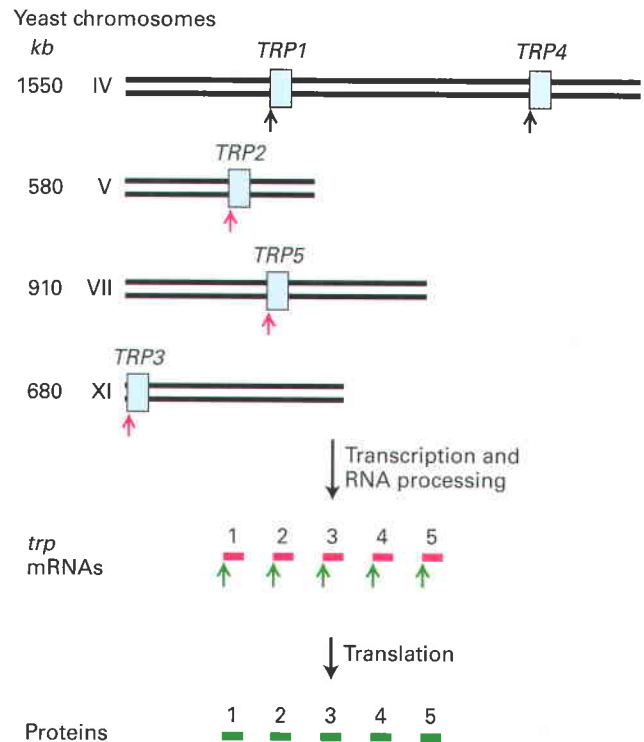 Yeast chromosomes
kb
TRP1 TRP4
1550 IV
TRP2
580 V
TRP5
910 VII
TRP3
680 XI
Transcription and
RNA processing
1 2 3 4 5
trp
mRNAs
Translation
1 2 3 4 5
Proteins